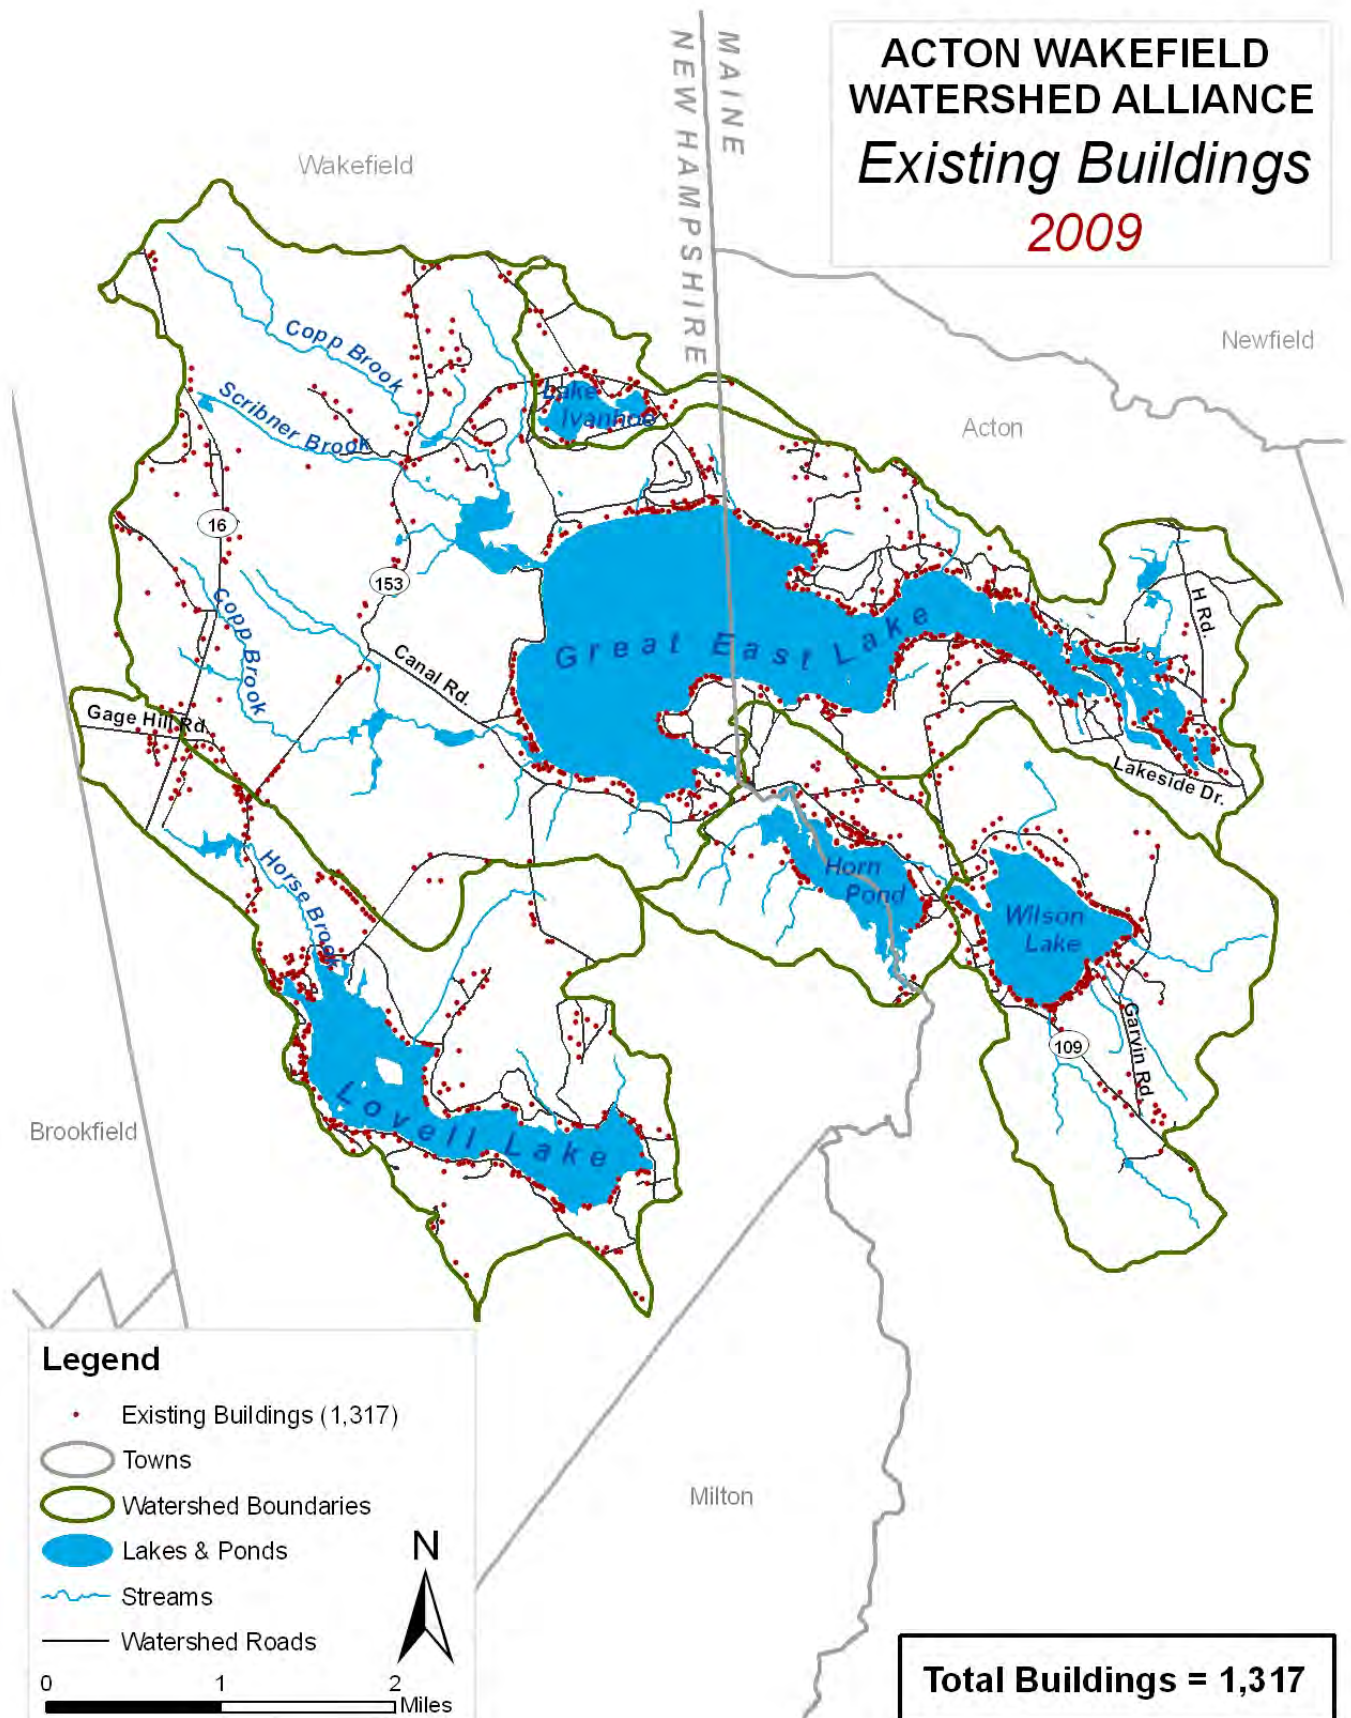 ACTON WAKEFIELD
WATERSHED ALLIANCE
Existing Buildings
2009
MAINE
NEW HAMPSHIRE
Wakefield
Newfield
Acton
Copp Brook
Scribner Brook
Lake
Ivanhoe
16
153
H Rd.
Copp Brook
Great East Lake
Canal Rd.
Gage Hill Rd.
Lakeside Dr.
Horse Brook
Horn
Pond
Wilson
Lake
Garvin Rd
109
Lovell Lake
Brookfield
Milton
Legend
Existing Buildings (1,317)
Towns
Watershed Boundaries
Lakes & Ponds
Streams
Watershed Roads
N
0 1 2
Miles
Total Buildings = 1,317